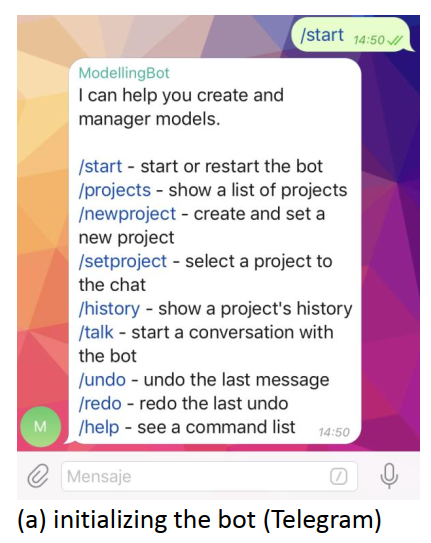 /start 14:50
ModellingBot
I can help you create and
manager models.
/start - start or restart the bot
/projects - show a list of projects
/newproject - create and set a
new project
/setproject - select a project to
the chat
/history - show a project's history
/talk - start a conversation with
the bot
/undo - undo the last message
/redo - redo the last undo
/help - see a command list 14:50
M
Mensaje
(a) initializing the bot (Telegram)